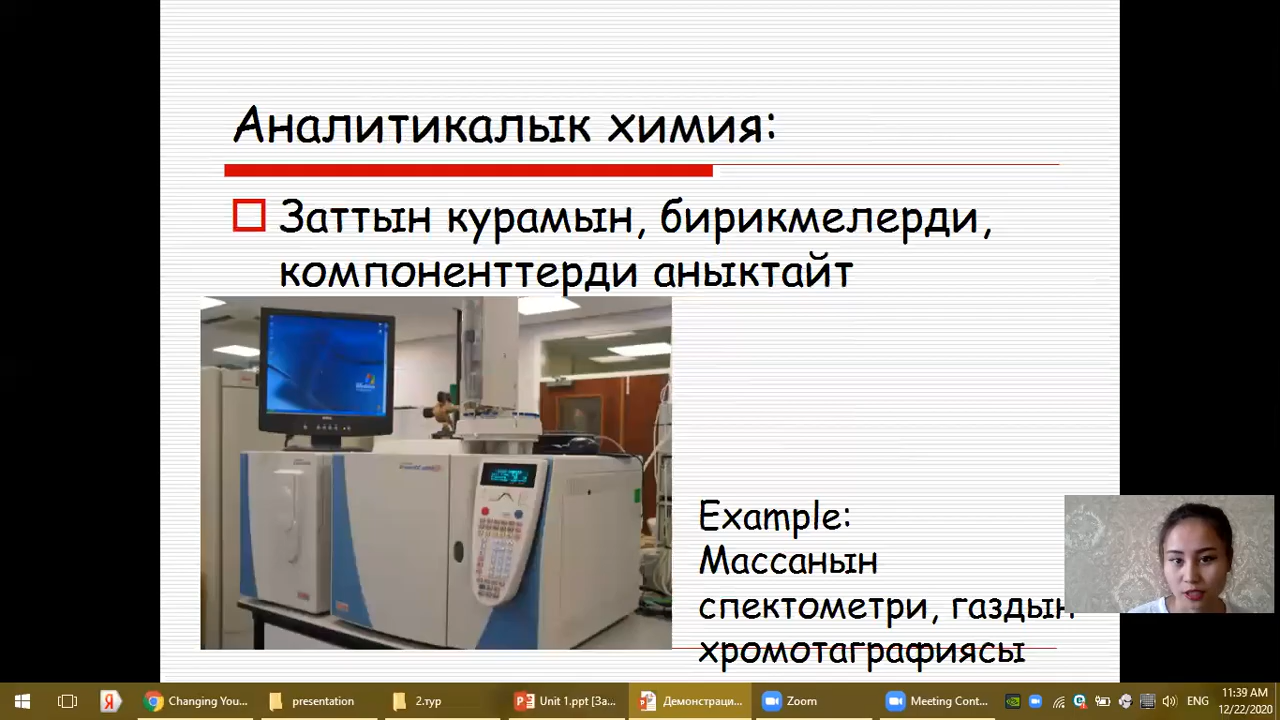 Аналитикалык химия:
Заттын курамын, бирикмелерди,
компоненттерди аныктайт
Example:
Массанын
спектометри, газдын
хромотаграфиясы
Changing You...
presentation
2.тур
Unit 1.ppt [За...
Демонстраци...
Zoom
Meeting Cont...
ENG
11:39 AM
12/22/2020